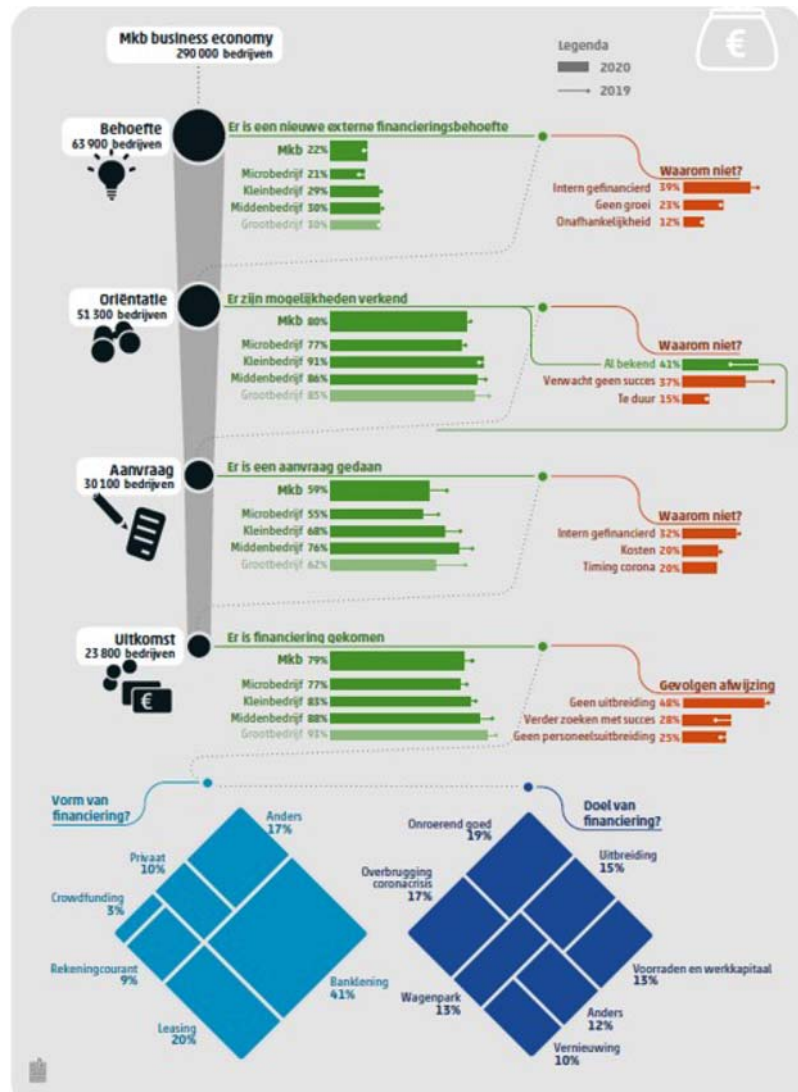 Mkb business economy
290 000 bedrijven
Legenda
2020
2019
€
Behoefte
63 900 bedrijven
Er is een nieuwe externe financieringsbehoefte
Mkb 22%
Microbedrijf 21%
Kleinbedrijf 29%
Middenbedrijf 30%
Grootbedrijf 30%
Waarom niet?
Intern gefinancierd 39%
Geen groei 23%
Onafhankelijkheid 12%
Oriëntatie
51 300 bedrijven
Er zijn mogelijkheden verkend
Mkb 80%
Microbedrijf 77%
Kleinbedrijf 91%
Middenbedrijf 86%
Grootbedrijf 85%
Waarom niet?
Al bekend 41%
Verwacht geen succes 37%
Te duur 15%
Aanvraag
30 100 bedrijven
Er is een aanvraag gedaan
Mkb 59%
Microbedrijf 55%
Kleinbedrijf 68%
Middenbedrijf 76%
Grootbedrijf 62%
Waarom niet?
Intern gefinancierd 32%
Kosten 20%
Timing corona 20%
Uitkomst
23 800 bedrijven
€
Er is financiering gekomen
Mkb 79%
Microbedrijf 77%
Kleinbedrijf 83%
Middenbedrijf 88%
Grootbedrijf 93%
Gevolgen afwijzing
Geen uitbreiding 48%
Verder zoeken met succes 28%
Geen personeelsuitbreiding 25%
Vorm van
financiering?
Anders
17%
Privaat
10%
Crowdfunding
3%
Rekeningcourant
9%
Leasing
20%
Banklening
41%
Doel van
financiering?
Onroerend goed
19%
Uitbreiding
15%
Overbrugging
coronacrisis
17%
Voorraden en werkkapitaal
13%
Wagenpark
13%
Anders
12%
Vernieuwing
10%